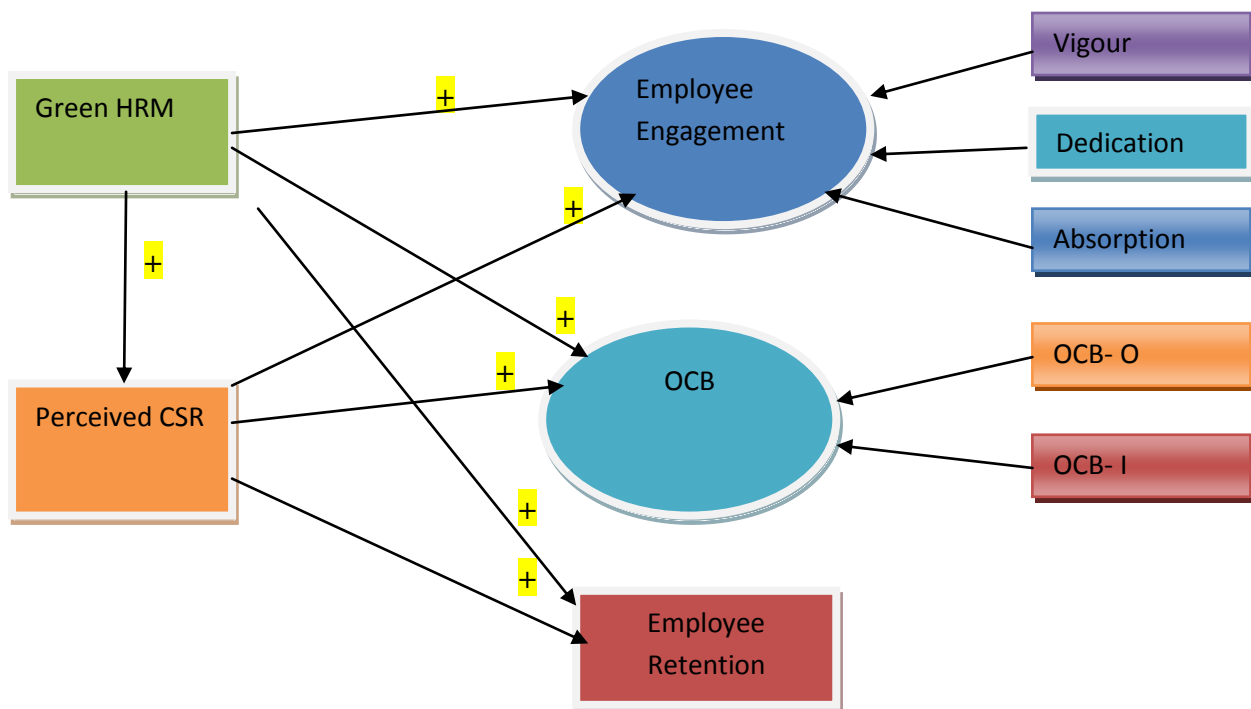 Vigour
Green HRM
+
Employee
Engagement
Dedication
+
Absorption
+
+
OCB- O
Perceived CSR
+
OCB
OCB- I
+
+
Employee
Retention